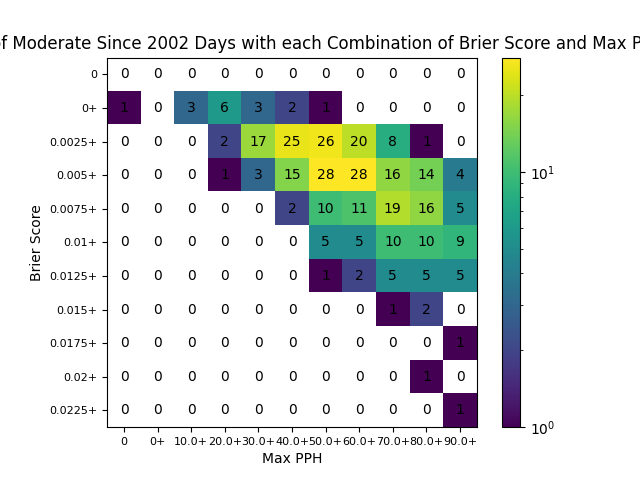 f Moderate Since 2002 Days with each Combination of Brier Score and Max P
0 0 0 0 0 0 0 0 0 0 0 0
0+ 1 0 3 6 3 2 1 0 0 0 0
0.0025+ 0 0 0 2 17 25 26 20 8 1 0
0.005+ 0 0 0 1 3 15 28 28 16 14 4
0.0075+ 0 0 0 0 0 2 10 11 19 16 5
0.01+ 0 0 0 0 0 0 5 5 10 10 9
0.0125+ 0 0 0 0 0 0 1 2 5 5 5
0.015+ 0 0 0 0 0 0 0 0 1 2 0
0.0175+ 0 0 0 0 0 0 0 0 0 0 1
0.02+ 0 0 0 0 0 0 0 0 0 1 0
0.0225+ 0 0 0 0 0 0 0 0 0 0 1
0 0+ 10.0+ 20.0+ 30.0+ 40.0+ 50.0+ 60.0+ 70.0+ 80.0+ 90.0+
Max PPH
Brier Score
10¹
10⁰